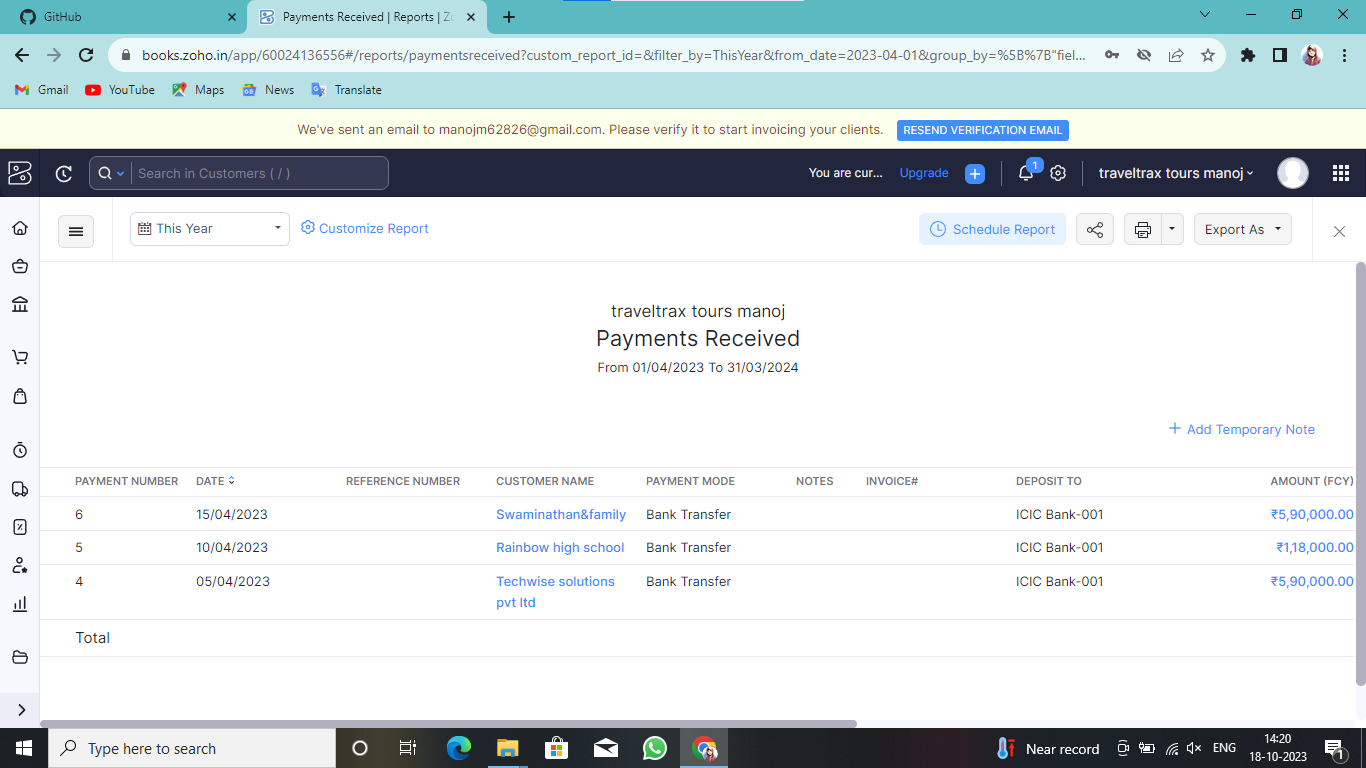 GitHub
Payments Received | Reports | Zo
books.zoho.in/app/60024136556#/reports/paymentsreceived?custom_report_id=&filter_by=ThisYear&from_date=2023-04-01&group_by=%5B%7B"fiel...
Gmail YouTube Maps News Translate
We've sent an email to manojm62826@gmail.com. Please verify it to start invoicing your clients. RESEND VERIFICATION EMAIL
Search in Customers ( / ) You are cur... Upgrade 1 traveltrax tours manoj
This Year Customize Report Schedule Report Export As
traveltrax tours manoj
Payments Received
From 01/04/2023 To 31/03/2024
Add Temporary Note
PAYMENT NUMBER DATE REFERENCE NUMBER CUSTOMER NAME PAYMENT MODE NOTES INVOICE# DEPOSIT TO AMOUNT (FCY)
6 15/04/2023 Swaminathan&family Bank Transfer ICIC Bank-001 ₹5,90,000.00
5 10/04/2023 Rainbow high school Bank Transfer ICIC Bank-001 ₹1,18,000.00
4 05/04/2023 Techwise solutions Bank Transfer ICIC Bank-001 ₹5,90,000.00
pvt ltd
Total
Type here to search Near record ENG 14:20
18-10-2023 1